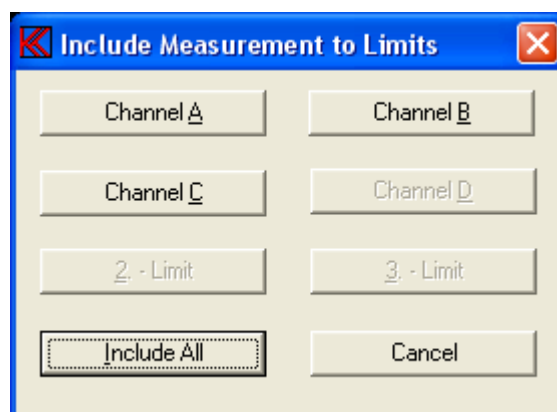 Include Measurement to Limits
Channel A
Channel B
Channel C
Channel D
2. - Limit
3. - Limit
Include All
Cancel